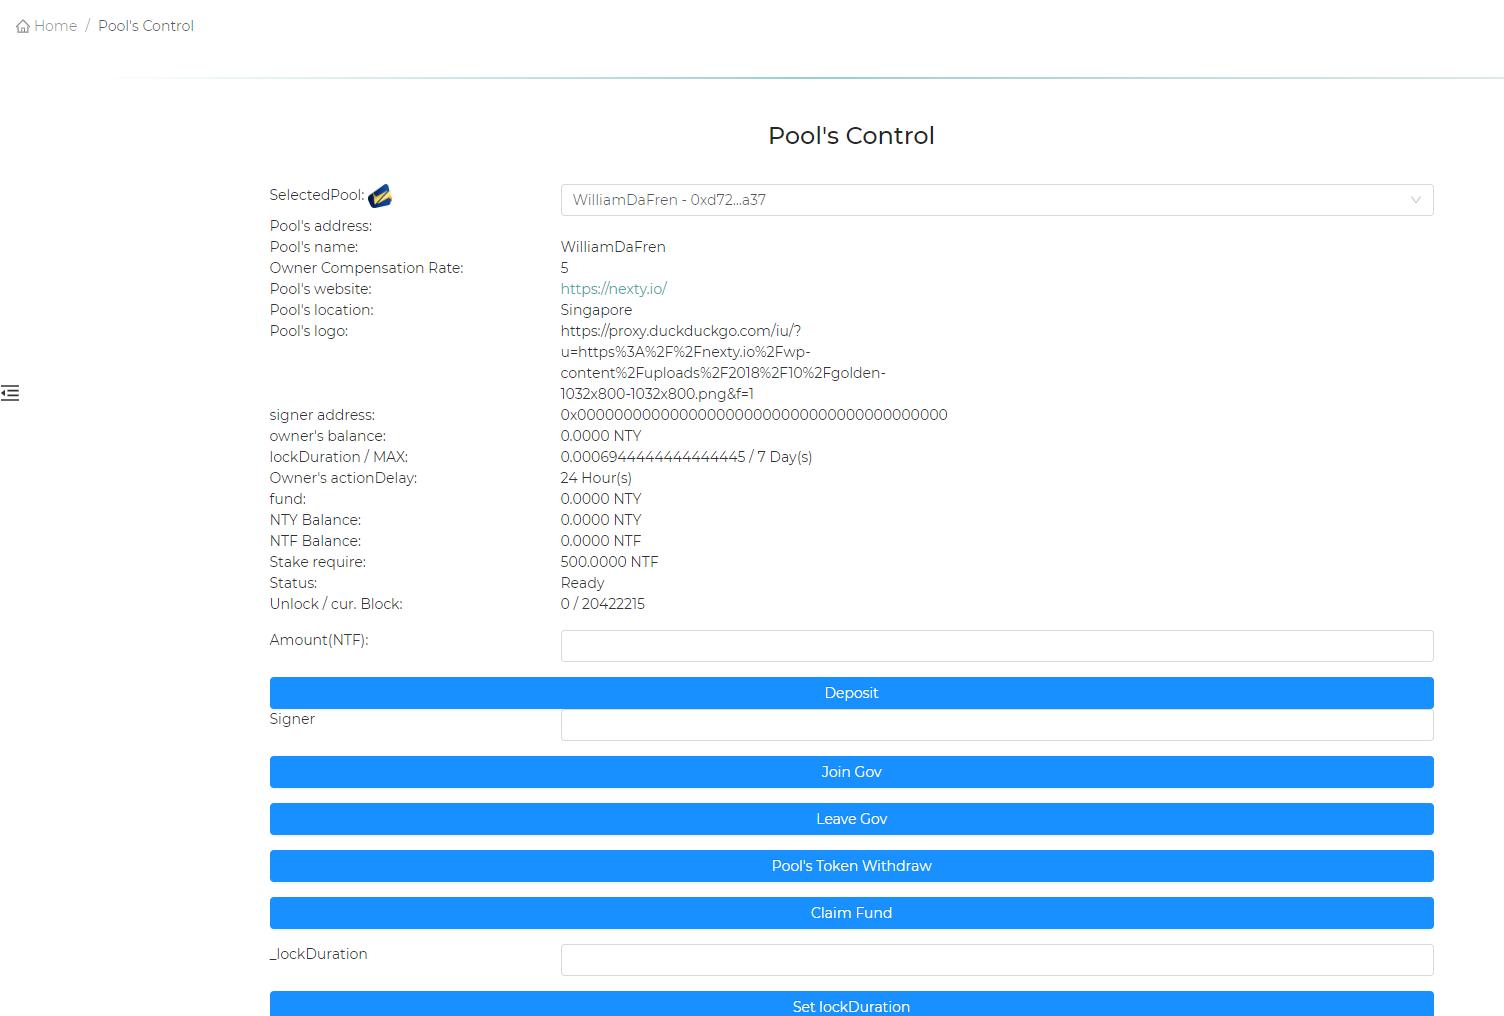 Home / Pool's Control
Pool's Control
SelectedPool: WilliamDaFren - 0xd72...a37
Pool's address:
Pool's name: WilliamDaFren
Owner Compensation Rate: 5
Pool's website: https://nexty.io/
Pool's location: Singapore
Pool's logo: https://proxy.duckduckgo.com/iu/?
u=https%3A%2F%2Fnexty.io%2Fwp-
content%2Fuploads%2F2018%2F10%2Fgolden-
1032x800-1032x800.png&f=1
signer address: 0x0000000000000000000000000000000000000000
owner's balance: 0.0000 NTY
lockDuration / MAX: 0.0006944444444444445 / 7 Day(s)
Owner's actionDelay: 24 Hour(s)
fund: 0.0000 NTY
NTY Balance: 0.0000 NTY
NTF Balance: 0.0000 NTF
Stake require: 500.0000 NTF
Status: Ready
Unlock / cur. Block: 0 / 20422215
Amount(NTF):
Deposit
Signer
Join Gov
Leave Gov
Pool's Token Withdraw
Claim Fund
_lockDuration
Set lockDuration